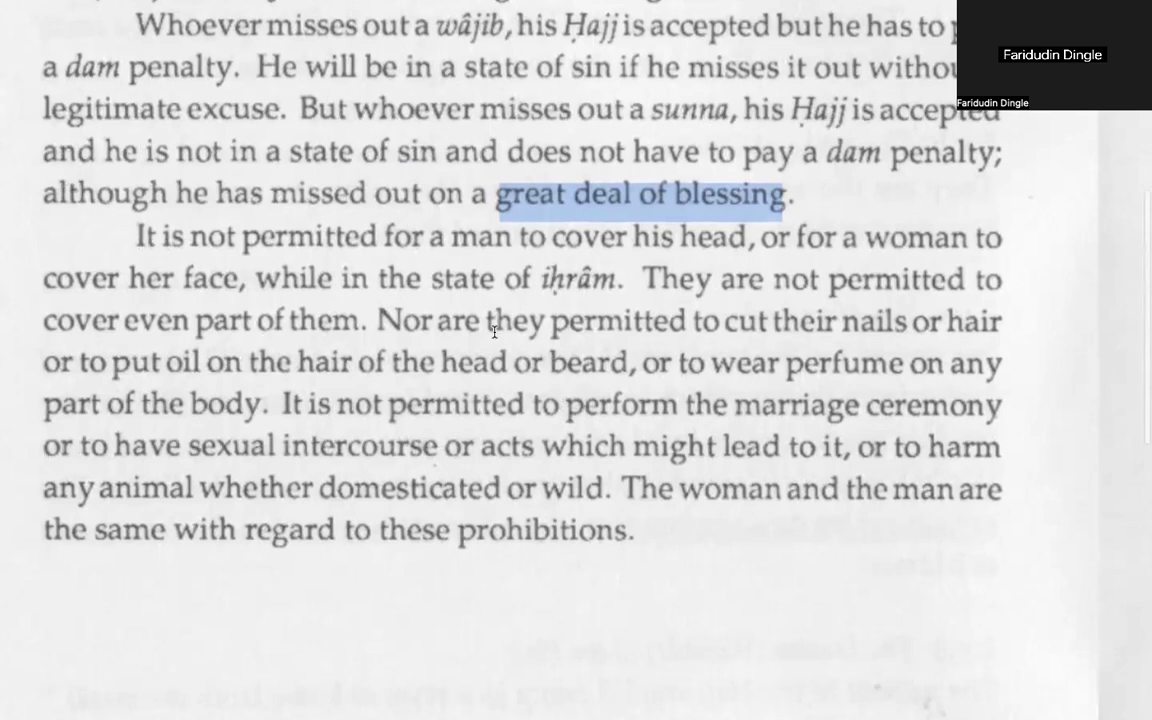 Whoever misses out a wâjib, his Ḥajj is accepted but he has to
a dam penalty. He will be in a state of sin if he misses it out
legitimate excuse. But whoever misses out a sunna, his Ḥajj is accepted
and he is not in a state of sin and does not have to pay a dam penalty;
although he has missed out on a great deal of blessing.
It is not permitted for a man to cover his head, or for a woman to
cover her face, while in the state of iḥrâm. They are not permitted to
cover even part of them. Nor are they permitted to cut their nails or hair
or to put oil on the hair of the head or beard, or to wear perfume on any
part of the body. It is not permitted to perform the marriage ceremony
or to have sexual intercourse or acts which might lead to it, or to harm
any animal whether domesticated or wild. The woman and the man are
the same with regard to these prohibitions.
Faridudin Dingle
Faridudin Dingle